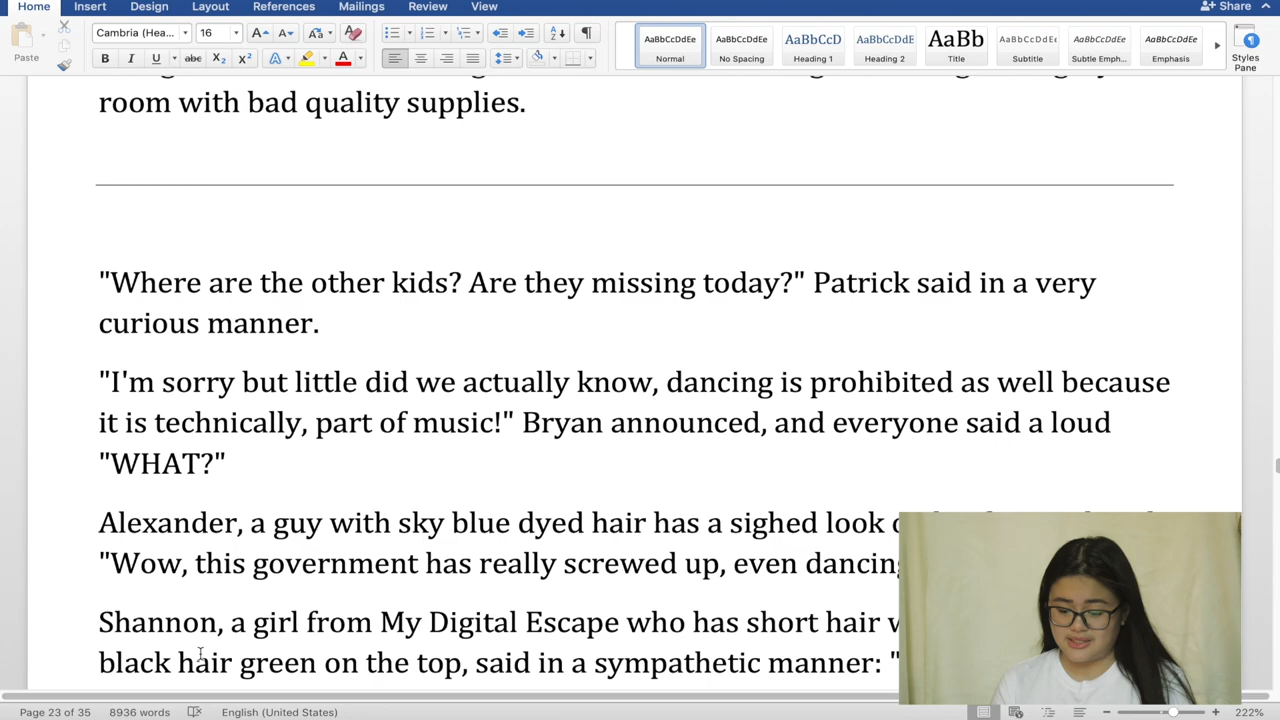 Home Insert Design Layout References Mailings Review View Share
Cambria (Hea... 16
Paste
AaBbCcDdEe AaBbCcDdEe AaBbCcD AaBbCcDdE AaBb AaBbCcDdEe AaBbCcDdEe AaBbCcDdEe
Normal No Spacing Heading 1 Heading 2 Title Subtitle Subtle Emph... Emphasis Styles Pane
room with bad quality supplies.
"Where are the other kids? Are they missing today?" Patrick said in a very
curious manner.
"I'm sorry but little did we actually know, dancing is prohibited as well because
it is technically, part of music!" Bryan announced, and everyone said a loud
"WHAT?"
Alexander, a guy with sky blue dyed hair has a sighed look
"Wow, this government has really screwed up, even dancing
Shannon, a girl from My Digital Escape who has short hair
black hair green on the top, said in a sympathetic manner: "
Page 23 of 35 8936 words English (United States) 222%